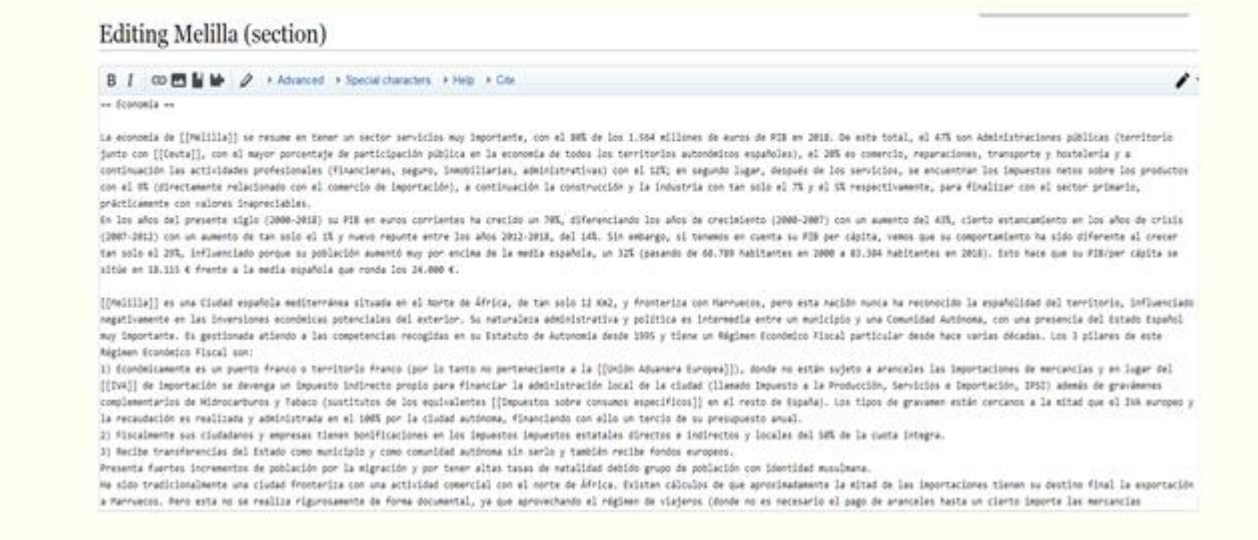 Editing Melilla (section)
B I Advanced Special characters Help Cite
== Economía ==
La economía de [[Melilla]] se resume en tener un sector servicios muy importante, con el 80% de los 1.564 millones de euros de PIB en 2018. De este total, el 47% son Administraciones públicas (territorio
junto con [[Ceuta]], con el mayor porcentaje de participación pública en la economía de todos los territorios autonómicos españoles), el 20% es comercio, reparaciones, transporte y hostelería y a
continuación las actividades profesionales (financieras, seguro, inmobiliarias, administrativas) con el 12%; en segundo lugar, después de los servicios, se encuentran los impuestos netos sobre los productos
con el 8% (directamente relacionado con el comercio de importación), a continuación la construcción y la industria con tan solo el 7% y el 5% respectivamente, para finalizar con el sector primario,
prácticamente con valores inapreciables.
En los años del presente siglo (2000-2018) su PIB en euros corrientes ha crecido un 70%, diferenciando los años de crecimiento (2000-2007) con un aumento del 43%, cierto estancamiento en los años de crisis
(2007-2012) con un aumento de tan solo el 1% y nuevo repunte entre los años 2012-2018, del 14%. Sin embargo, si tenemos en cuenta su PIB per cápita, vemos que su comportamiento ha sido diferente al crecer
tan solo el 29%, influenciado porque su población aumentó muy por encima de la media española, un 32% (pasando de 60.789 habitantes en 2000 a 83.384 habitantes en 2018). Esto hace que su PIB/per cápita se
sitúe en 18.115 € frente a la media española que ronda los 24.000 €.
[[Melilla]] es una Ciudad española mediterránea situada en el Norte de África, de tan solo 12 KM2, y fronteriza con Marruecos, pero esta nación nunca ha reconocido la españolidad del territorio, influenciado
negativamente en las inversiones económicas potenciales del exterior. Su naturaleza administrativa y política es intermedia entre un municipio y una Comunidad Autónoma, con una presencia del Estado Español
muy importante. Es gestionada atiendo a las competencias recogidas en su Estatuto de Autonomía desde 1995 y tiene un Régimen Económico Fiscal particular desde hace varias décadas. Los 3 pilares de este
Régimen Económico Fiscal son:
1) Económicamente es un puerto franco o territorio franco (por lo tanto no perteneciente a la [[Unión Aduanera Europea]]), donde no están sujeto a aranceles las importaciones de mercancías y en lugar del
[[IVA]] de importación se devenga un impuesto indirecto propio para financiar la administración local de la ciudad (llamado Impuesto a la Producción, Servicios e Importación, IPSI) además de gravámenes
complementarios de Hidrocarburos y Tabaco (sustitutos de los equivalentes [[Impuestos sobre consumos específicos]] en el resto de España). Los tipos de gravamen están cercanos a la mitad que el IVA europeo y
la recaudación es realizada y administrada en el 100% por la ciudad autónoma, financiando con ello un tercio de su presupuesto anual.
2) Fiscalmente sus ciudadanos y empresas tienen bonificaciones en los impuestos impuestos estatales directos e indirectos y locales del 50% de la cuota íntegra.
3) Recibe transferencias del Estado como municipio y como comunidad autónoma sin serlo y también recibe fondos europeos.
Presenta fuertes incrementos de población por la migración y por tener altas tasas de natalidad debido grupo de población con identidad musulmana.
Ha sido tradicionalmente una ciudad fronteriza con una actividad comercial con el norte de África. Existen cálculos de que aproximadamente la mitad de las importaciones tienen su destino final la exportación
a Marruecos. Pero esta no se realiza rigurosamente de forma documental, ya que aprovechando el régimen de viajeros (donde no es necesario el pago de aranceles hasta un cierto importe las mercancías